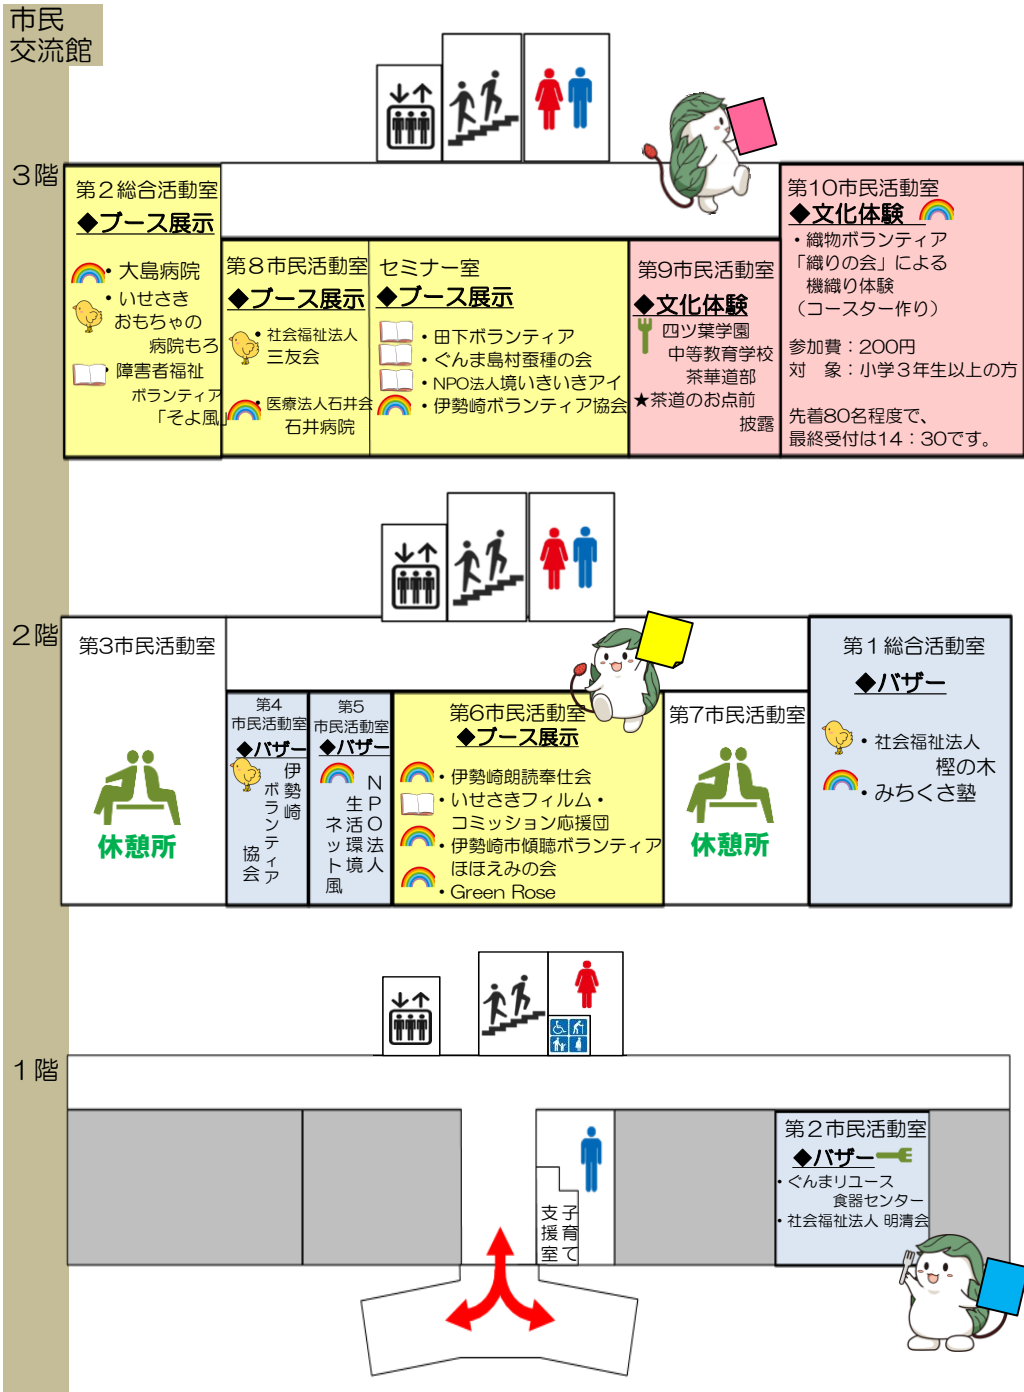 市民
交流館
3階
第2総合活動室
◆ブース展示
・大島病院
・いせさき
おもちゃの
病院もろ
・障害者福祉
ボランティア
「そよ風」
第8市民活動室
◆ブース展示
・社会福祉法人
三友会
・医療法人石井会
石井病院
セミナー室
◆ブース展示
・田下ボランティア
・ぐんま島村蚕種の会
・NPO法人境いきいきアイ
・伊勢崎ボランティア協会
第9市民活動室
◆文化体験
四ツ葉学園
中等教育学校
茶華道部
★茶道のお点前
披露
第10市民活動室
◆文化体験
・織物ボランティア
「織りの会」による
機織り体験
(コースター作り)
参加費：200円
対　象：小学3年生以上の方
先着80名程度で、
最終受付は14：30です。
2階
第3市民活動室
休憩所
第4
市民活動室
◆バザー
伊勢崎
ボランティア
協会
第5
市民活動室
◆バザー
NPO法人
生活環境
ネット風
第6市民活動室
◆ブース展示
・伊勢崎朗読奉仕会
・いせさきフィルム・
コミッション応援団
・伊勢崎市傾聴ボランティア
ほほえみの会
・Green Rose
第7市民活動室
休憩所
第1総合活動室
◆バザー
・社会福祉法人
樫の木
・みちくさ塾
1階
子育て
支援室
第2市民活動室
◆バザー
・ぐんまリユース
食器センター
・社会福祉法人 明清会